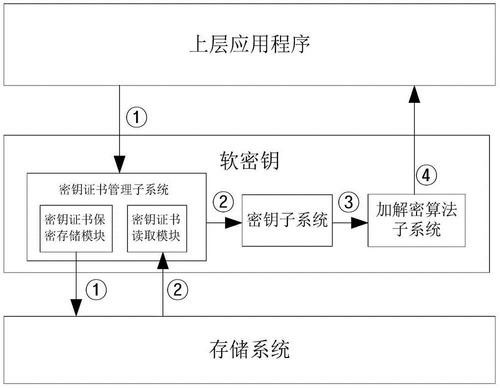 上层应用程序
①
软密钥
④
密钥证书管理子系统
②
③
密钥证书保
密存储模块
密钥证书
读取模块
密钥子系统
加解密算法
子系统
①
②
存储系统